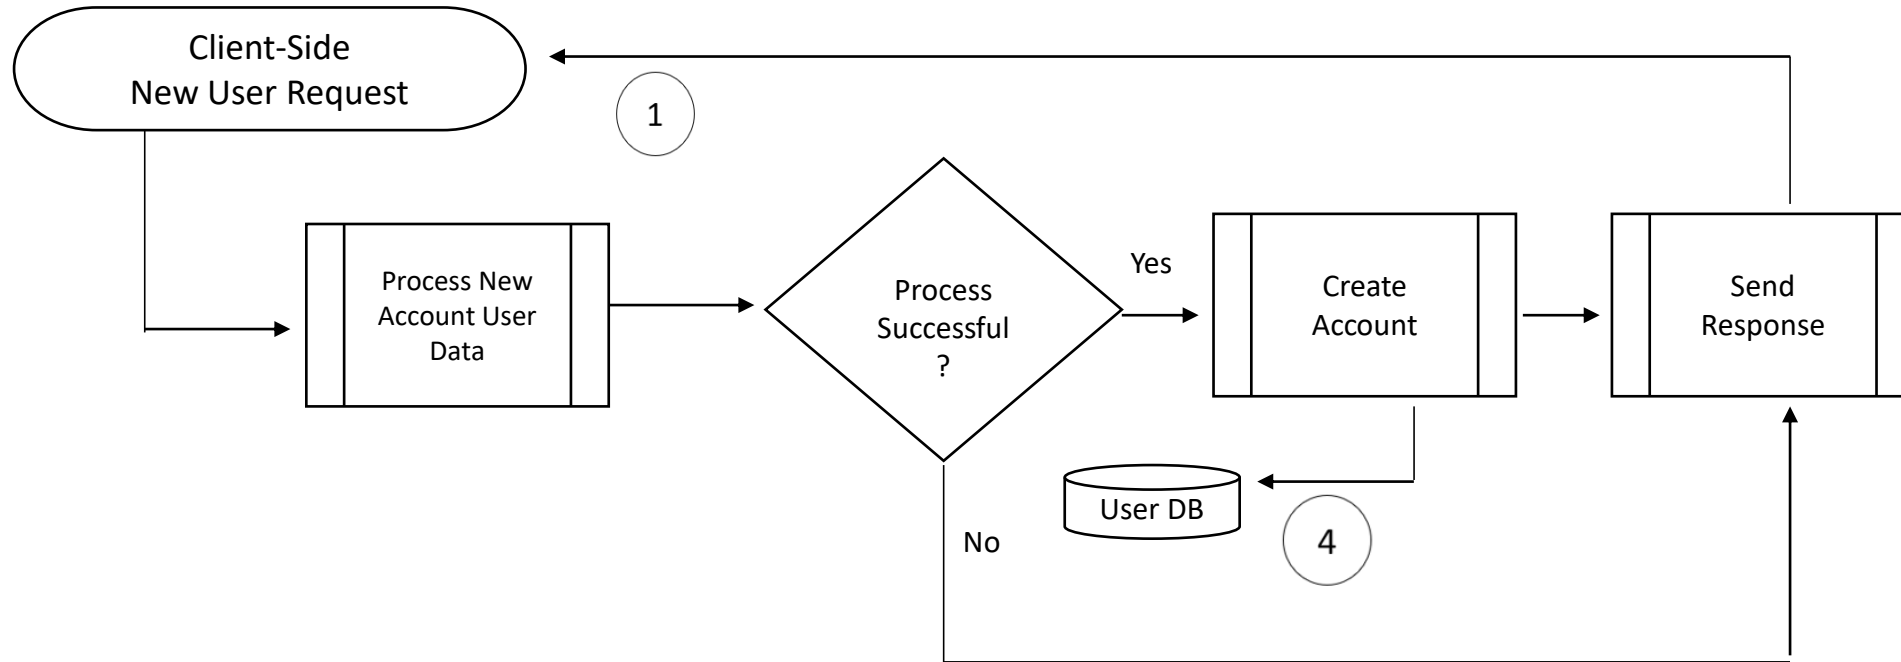 Client-Side
New User Request
1
Process New
Account User
Data
Process
Successful
?
Yes
Create
Account
Send
Response
User DB
4
No